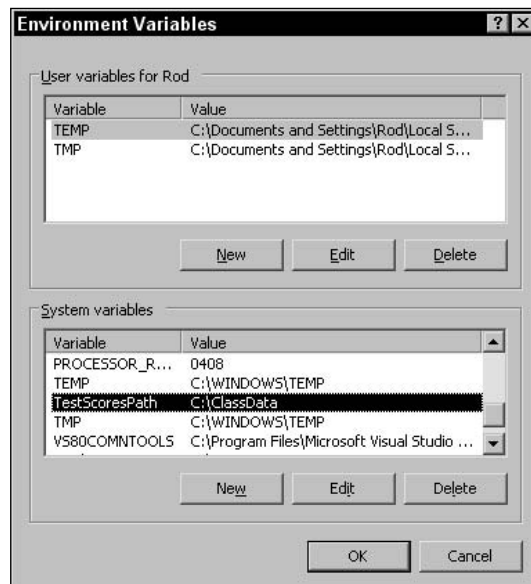 Environment Variables
User variables for Rod
Variable Value
TEMP C:\Documents and Settings\Rod\Local S...
TMP C:\Documents and Settings\Rod\Local S...
New Edit Delete
System variables
Variable Value
PROCESSOR_R... 0408
TEMP C:\WINDOWS\TEMP
TestScoresPath C:\ClassData
TMP C:\WINDOWS\TEMP
VS80COMNTOOLS C:\Program Files\Microsoft Visual Studio ...
New Edit Delete
OK Cancel